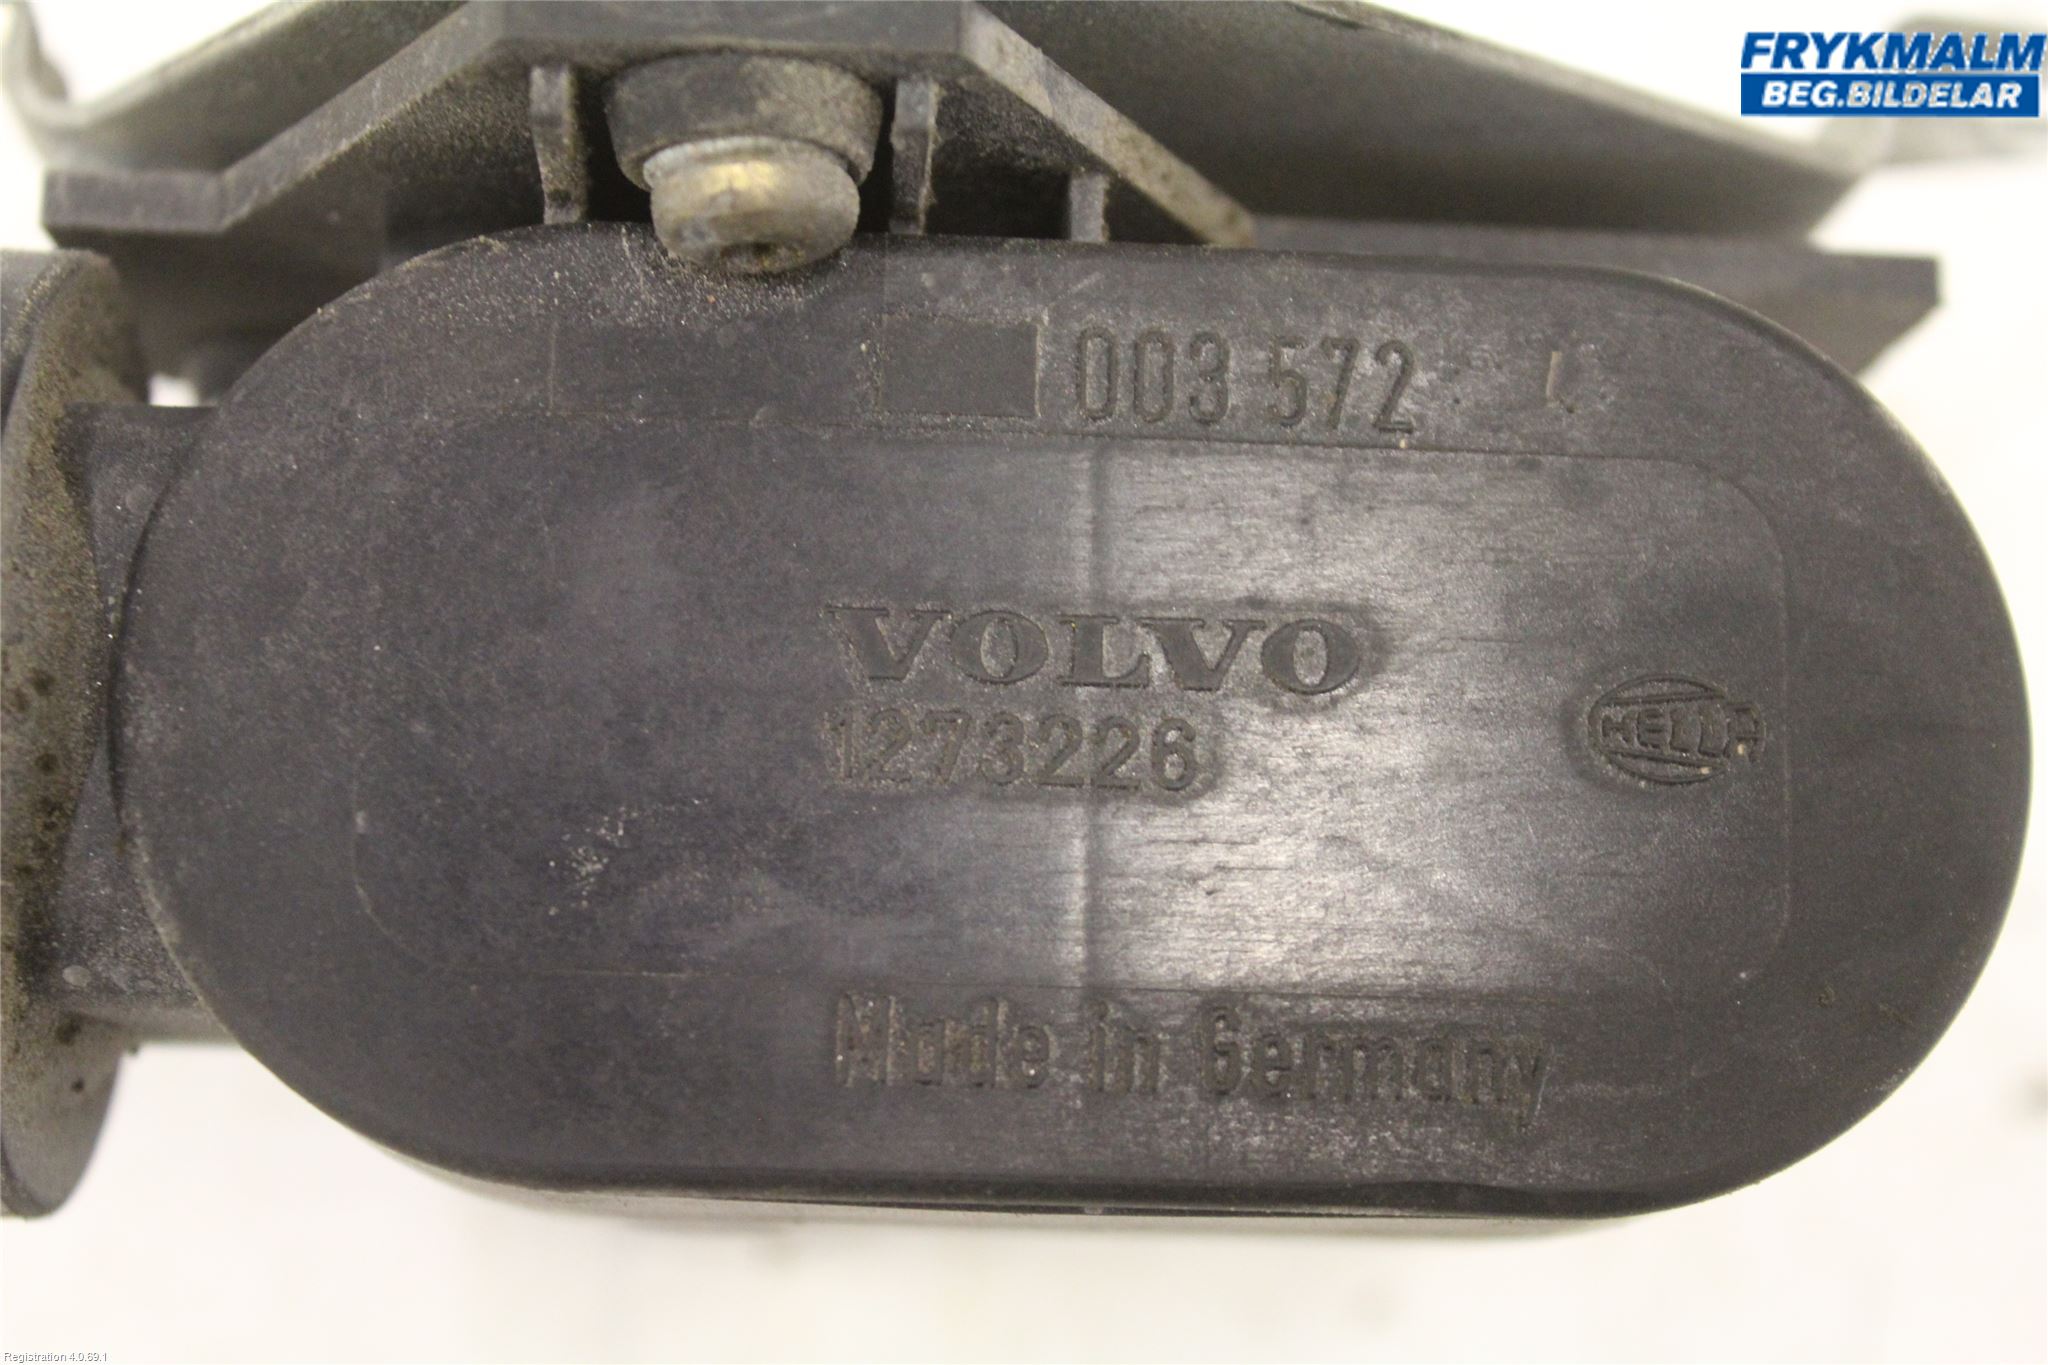 FRYKMALM
BEG.BILDELAR
003 572
VOLVO
1273226
HELLA
Made in Germany
Registration 4.0.69.1